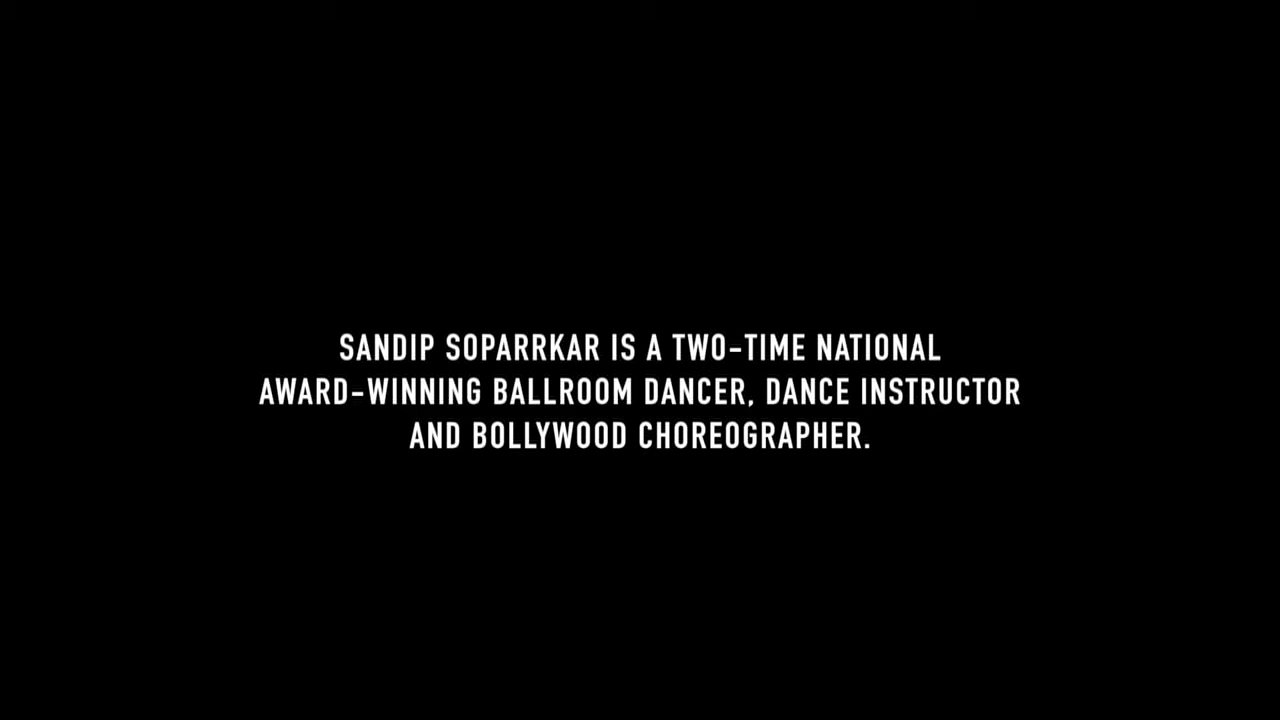 SANDIP SOPARRKAR IS A TWO-TIME NATIONAL
AWARD-WINNING BALLROOM DANCER, DANCE INSTRUCTOR
AND BOLLYWOOD CHOREOGRAPHER.